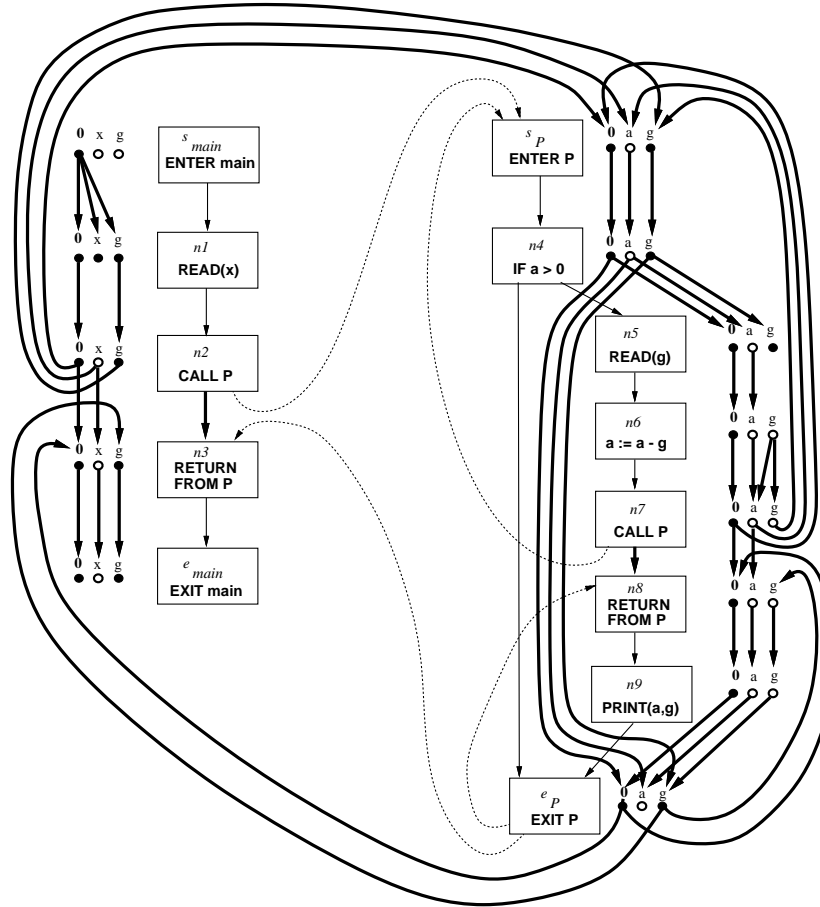 0 x g
s main
ENTER main
0 x g
n1
READ(x)
0 x g
n2
CALL P
0 x g
n3
RETURN
FROM P
0 x g
e main
EXIT main
s P
ENTER P
0 a g
n4
IF a > 0
0 a g
n5
READ(g)
0 a g
n6
a := a - g
0 a g
n7
CALL P
0 a g
n8
RETURN
FROM P
0 a g
n9
PRINT(a,g)
0 a g
e P
EXIT P
0 a g